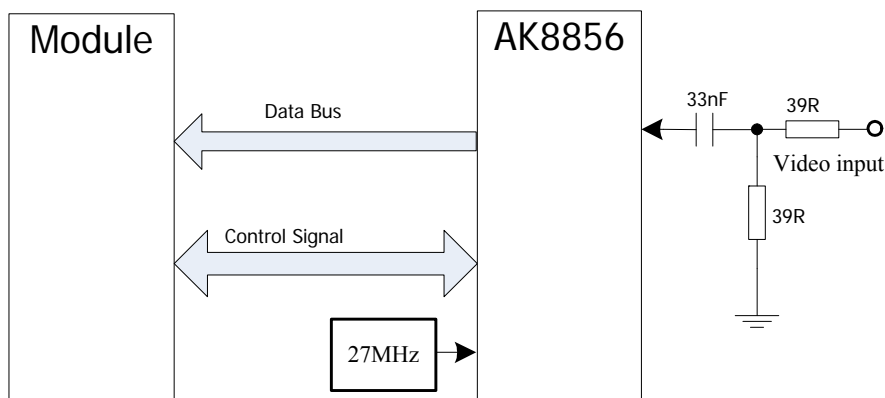 Module
AK8856
Data Bus
33nF
39R
Video input
39R
Control Signal
27MHz